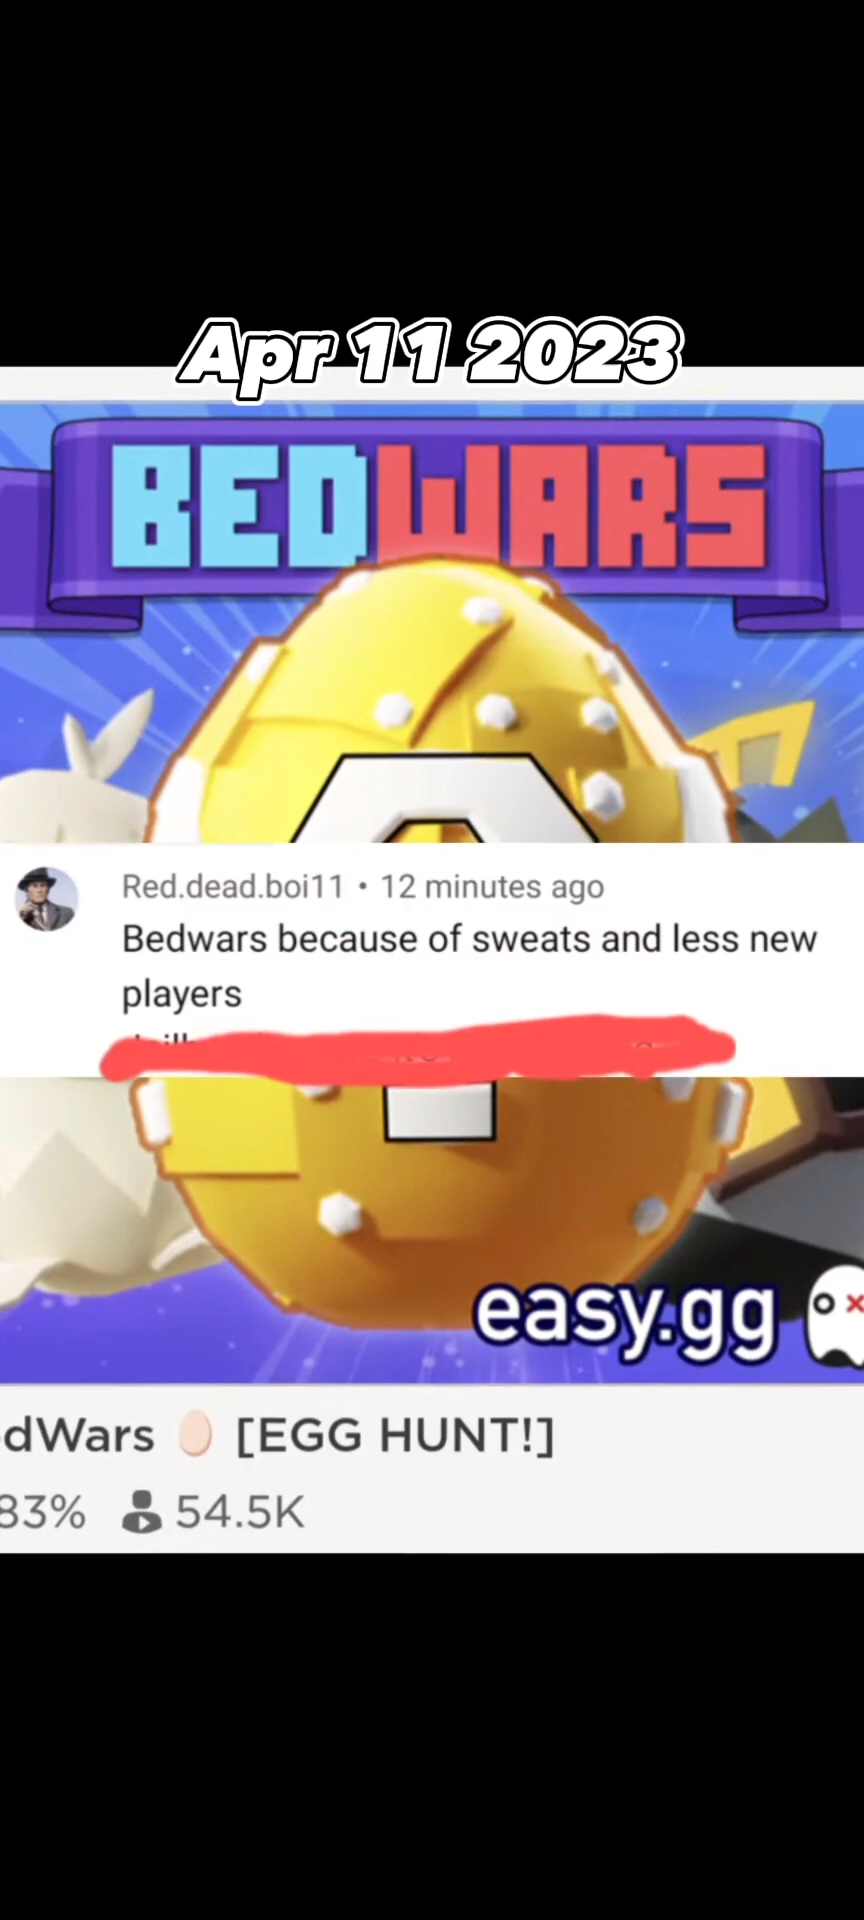 Apr 11 2023
BEDWARS
Red.dead.boi11 • 12 minutes ago
Bedwars because of sweats and less new
players
easy.gg
dWars 🥚 [EGG HUNT!]
83% 54.5K